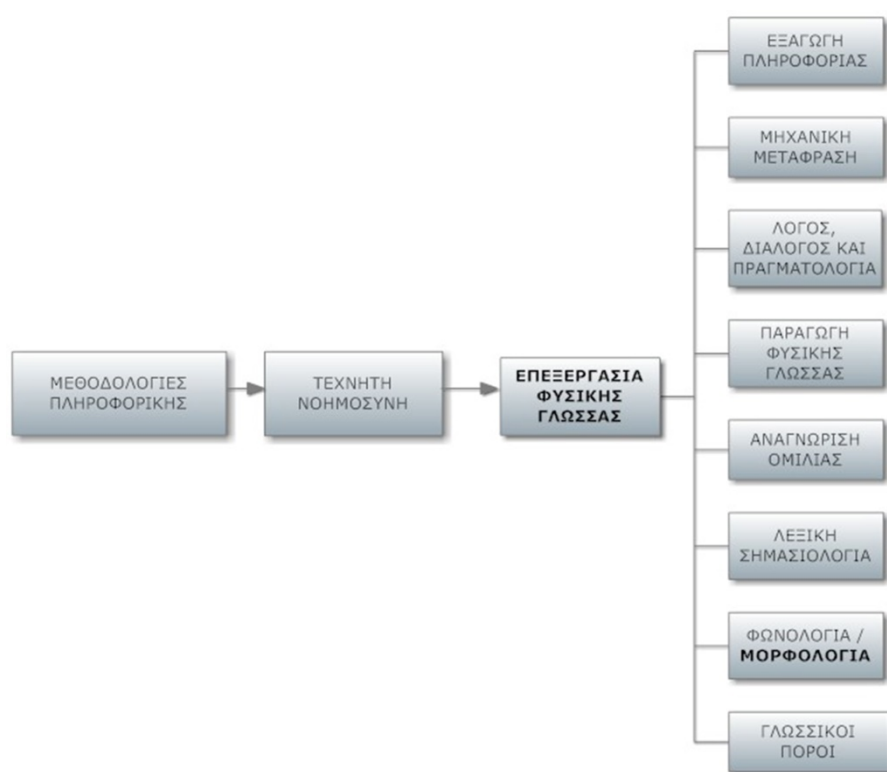 ΜΕΘΟΔΟΛΟΓΙΕΣ
ΠΛΗΡΟΦΟΡΙΚΗΣ
ΤΕΧΝΗΤΗ
ΝΟΗΜΟΣΥΝΗ
ΕΠΕΞΕΡΓΑΣΙΑ
ΦΥΣΙΚΗΣ
ΓΛΩΣΣΑΣ
ΕΞΑΓΩΓΗ
ΠΛΗΡΟΦΟΡΙΑΣ
ΜΗΧΑΝΙΚΗ
ΜΕΤΑΦΡΑΣΗ
ΛΟΓΟΣ,
ΔΙΑΛΟΓΟΣ ΚΑΙ
ΠΡΑΓΜΑΤΟΛΟΓΙΑ
ΠΑΡΑΓΩΓΗ
ΦΥΣΙΚΗΣ
ΓΛΩΣΣΑΣ
ΑΝΑΓΝΩΡΙΣΗ
ΟΜΙΛΙΑΣ
ΛΕΞΙΚΗ
ΣΗΜΑΣΙΟΛΟΓΙΑ
ΦΩΝΟΛΟΓΙΑ /
ΜΟΡΦΟΛΟΓΙΑ
ΓΛΩΣΣΙΚΟΙ
ΠΟΡΟΙ